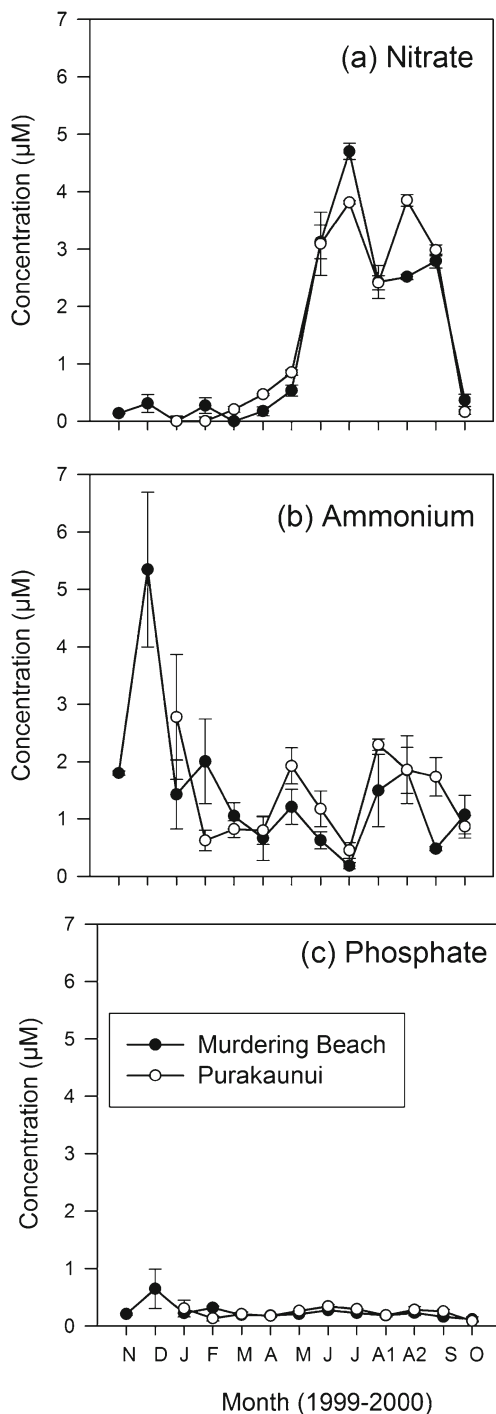 7
(a) Nitrate
6
5
4
3
2
1
0
Concentration (µM)
7
(b) Ammonium
6
5
4
3
2
1
0
Concentration (µM)
7
(c) Phosphate
6
5
4
3
2
1
0
Concentration (µM)
Murdering Beach
Purakaunui
N D J F M A M J J A1 A2 S O
Month (1999-2000)